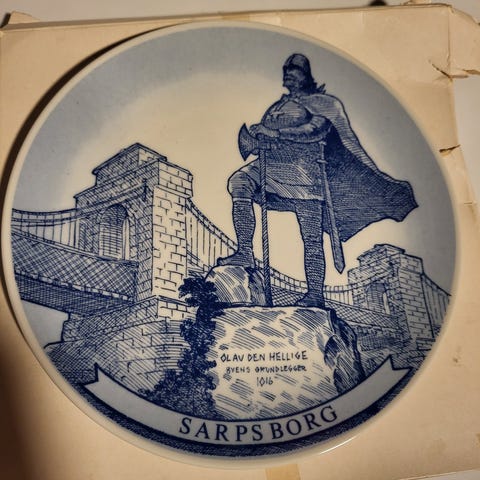 OLAV DEN HELLIGE
BYENS GRUNDLEGGER
1016
SARPSBORG